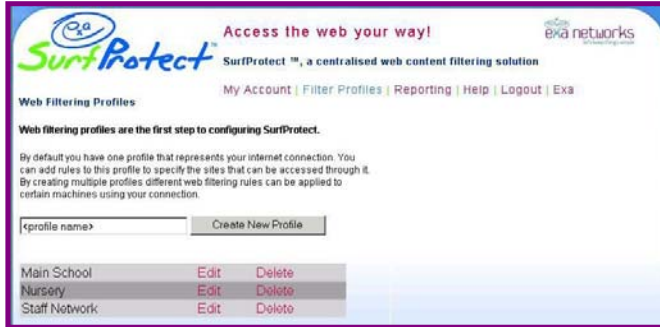 SurfProtect™
Access the web your way!
exa networks
SurfProtect ™, a centralised web content filtering solution
My Account | Filter Profiles | Reporting | Help | Logout | Exa
Web Filtering Profiles
Web filtering profiles are the first step to configuring SurfProtect.
By default you have one profile that represents your internet connection. You
can add rules to this profile to specify the sites that can be accessed through it.
By creating multiple profiles different web filtering rules can be applied to
certain machines using your connection.
<profile name> Create New Profile
Main School Edit Delete
Nursery Edit Delete
Staff Network Edit Delete